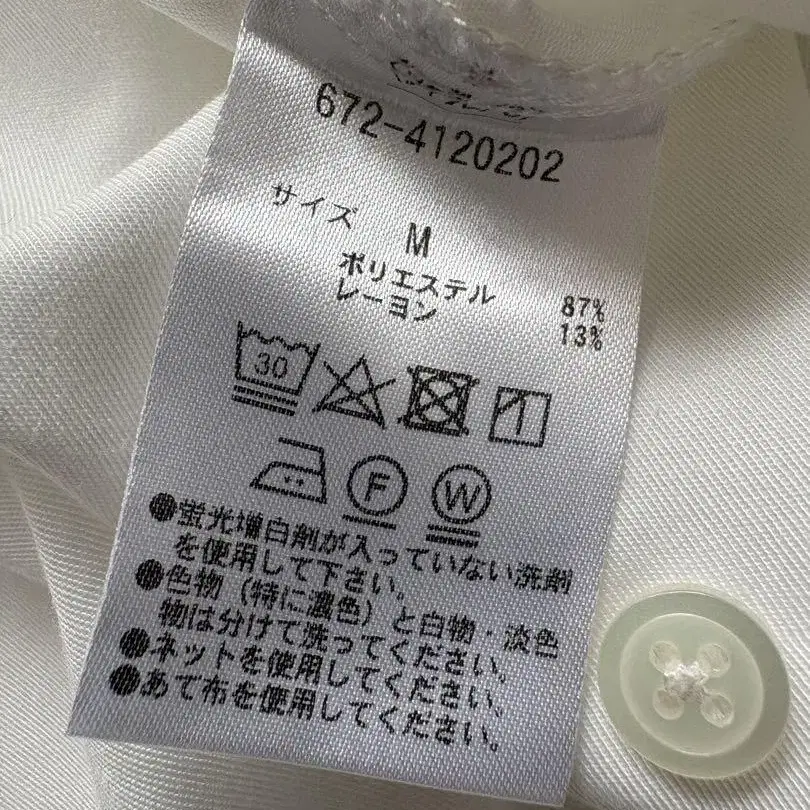 672-4120202
サイズ M
ポリエステル 87%
レーヨン 13%
30
F W
●蛍光増白剤が入っていない洗剤
を使用して下さい。
●色物(特に濃色)と白物・淡色
物は分けて洗ってください。
●ネットを使用してください。
●あて布を使用してください。